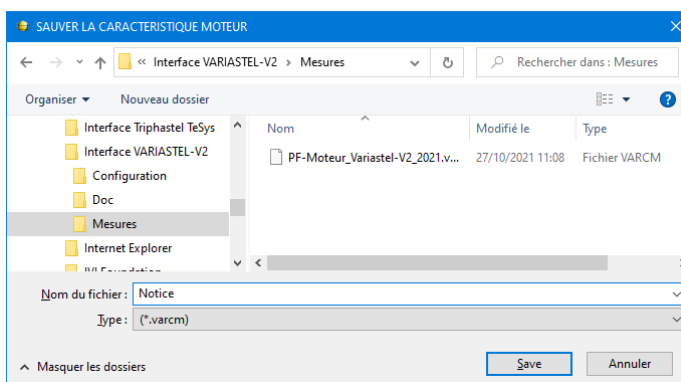 SAUVER LA CARACTERISTIQUE MOTEUR
« Interface VARIASTEL-V2 > Mesures
Rechercher dans : Mesures
Organiser
Nouveau dossier
Interface Triphastel TeSys
Interface VARIASTEL-V2
Configuration
Doc
Mesures
Internet Explorer
IVI Foundation
Nom
Modifié le
Type
PF-Moteur_Variastel-V2_2021.v...
27/10/2021 11:08
Fichier VARCM
Nom du fichier : Notice
Type : (*.varcm)
Masquer les dossiers
Save
Annuler